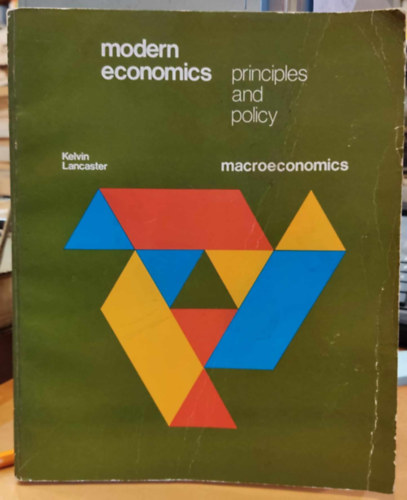 modern
economics principles
and
policy
Kelvin
Lancaster
macroeconomics